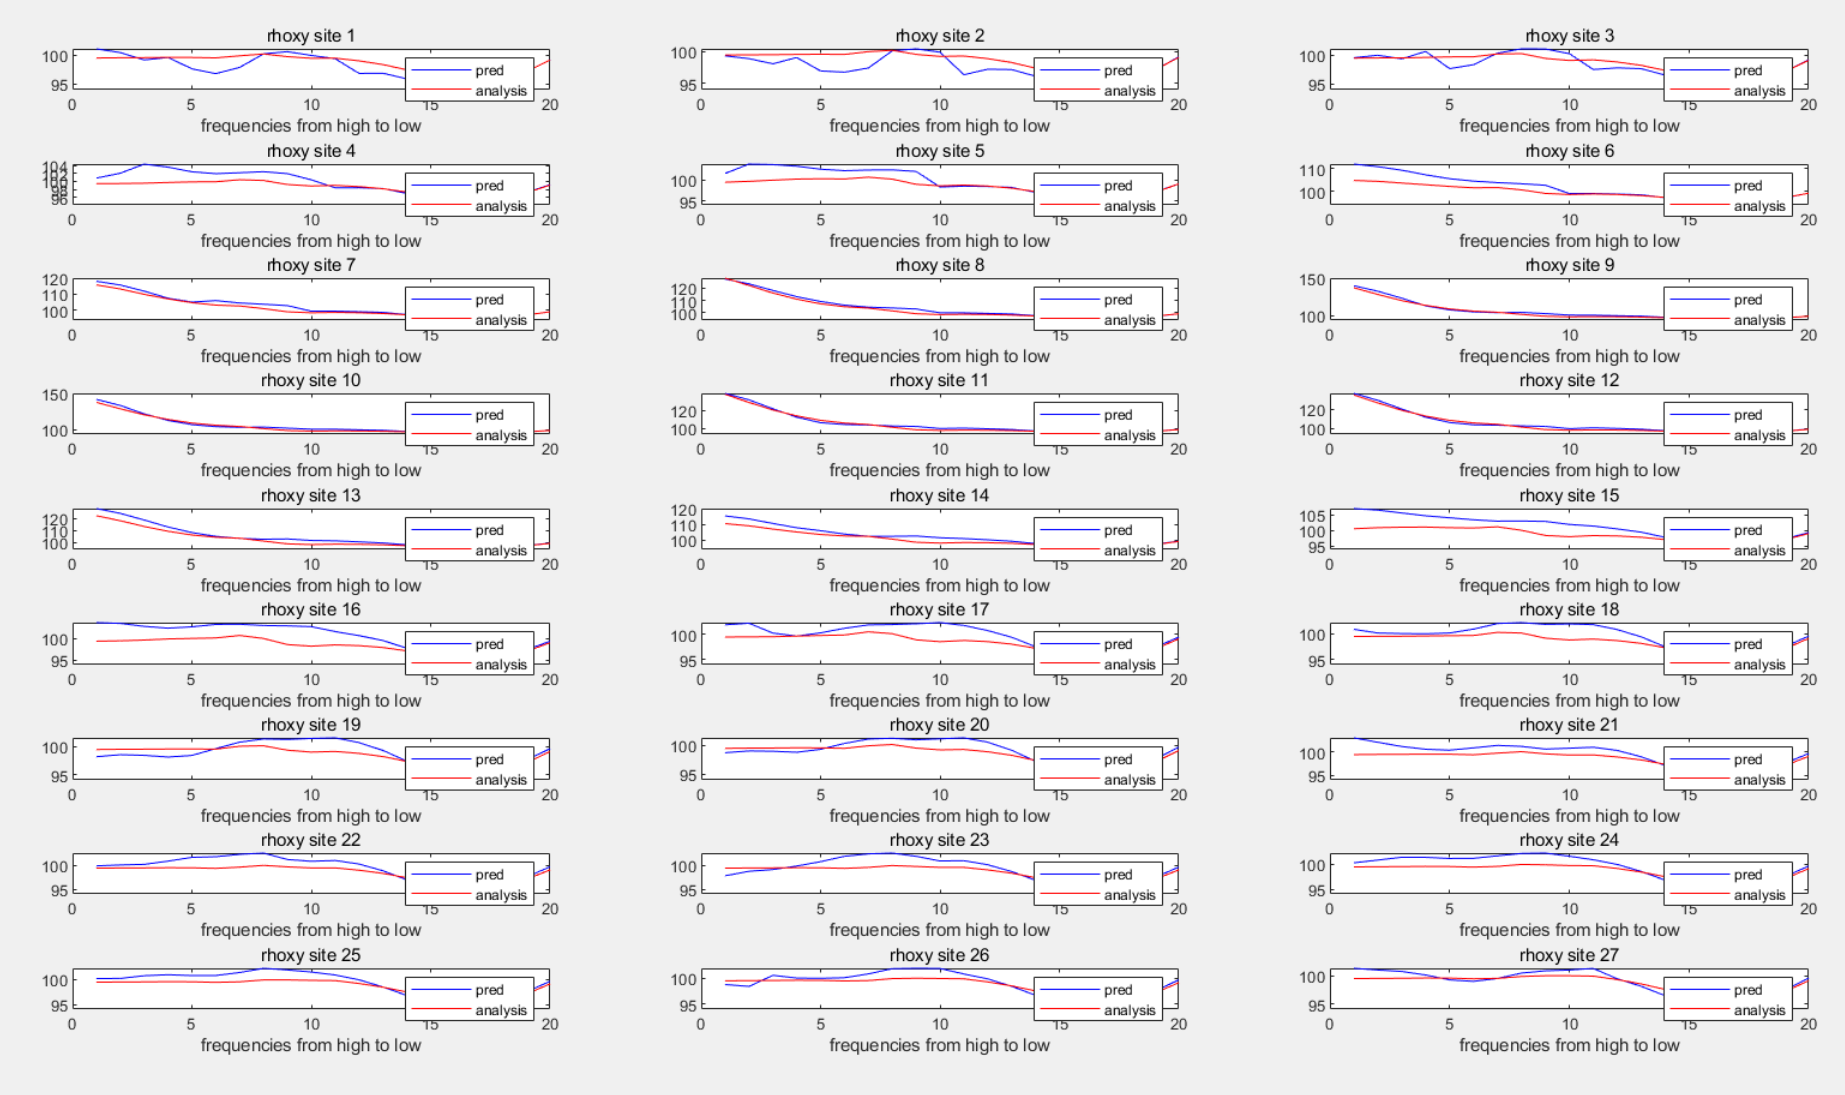 rhoxy site 1
100
95
pred
analysis
0 5 10 15 20
frequencies from high to low
rhoxy site 2
100
95
pred
analysis
0 5 10 15 20
frequencies from high to low
rhoxy site 3
100
95
pred
analysis
0 5 10 15 20
frequencies from high to low
rhoxy site 4
104
102
100
98
96
pred
analysis
0 5 10 15 20
frequencies from high to low
rhoxy site 5
100
95
pred
analysis
0 5 10 15 20
frequencies from high to low
rhoxy site 6
110
100
pred
analysis
0 5 10 15 20
frequencies from high to low
rhoxy site 7
120
110
100
pred
analysis
0 5 10 15 20
frequencies from high to low
rhoxy site 8
120
110
100
pred
analysis
0 5 10 15 20
frequencies from high to low
rhoxy site 9
150
100
pred
analysis
0 5 10 15 20
frequencies from high to low
rhoxy site 10
150
100
pred
analysis
0 5 10 15 20
frequencies from high to low
rhoxy site 11
120
100
pred
analysis
0 5 10 15 20
frequencies from high to low
rhoxy site 12
120
100
pred
analysis
0 5 10 15 20
frequencies from high to low
rhoxy site 13
120
110
100
pred
analysis
0 5 10 15 20
frequencies from high to low
rhoxy site 14
120
110
100
pred
analysis
0 5 10 15 20
frequencies from high to low
rhoxy site 15
105
100
95
pred
analysis
0 5 10 15 20
frequencies from high to low
rhoxy site 16
100
95
pred
analysis
0 5 10 15 20
frequencies from high to low
rhoxy site 17
100
95
pred
analysis
0 5 10 15 20
frequencies from high to low
rhoxy site 18
100
95
pred
analysis
0 5 10 15 20
frequencies from high to low
rhoxy site 19
100
95
pred
analysis
0 5 10 15 20
frequencies from high to low
rhoxy site 20
100
95
pred
analysis
0 5 10 15 20
frequencies from high to low
rhoxy site 21
100
95
pred
analysis
0 5 10 15 20
frequencies from high to low
rhoxy site 22
100
95
pred
analysis
0 5 10 15 20
frequencies from high to low
rhoxy site 23
100
95
pred
analysis
0 5 10 15 20
frequencies from high to low
rhoxy site 24
100
95
pred
analysis
0 5 10 15 20
frequencies from high to low
rhoxy site 25
100
95
pred
analysis
0 5 10 15 20
frequencies from high to low
rhoxy site 26
100
95
pred
analysis
0 5 10 15 20
frequencies from high to low
rhoxy site 27
100
95
pred
analysis
0 5 10 15 20
frequencies from high to low